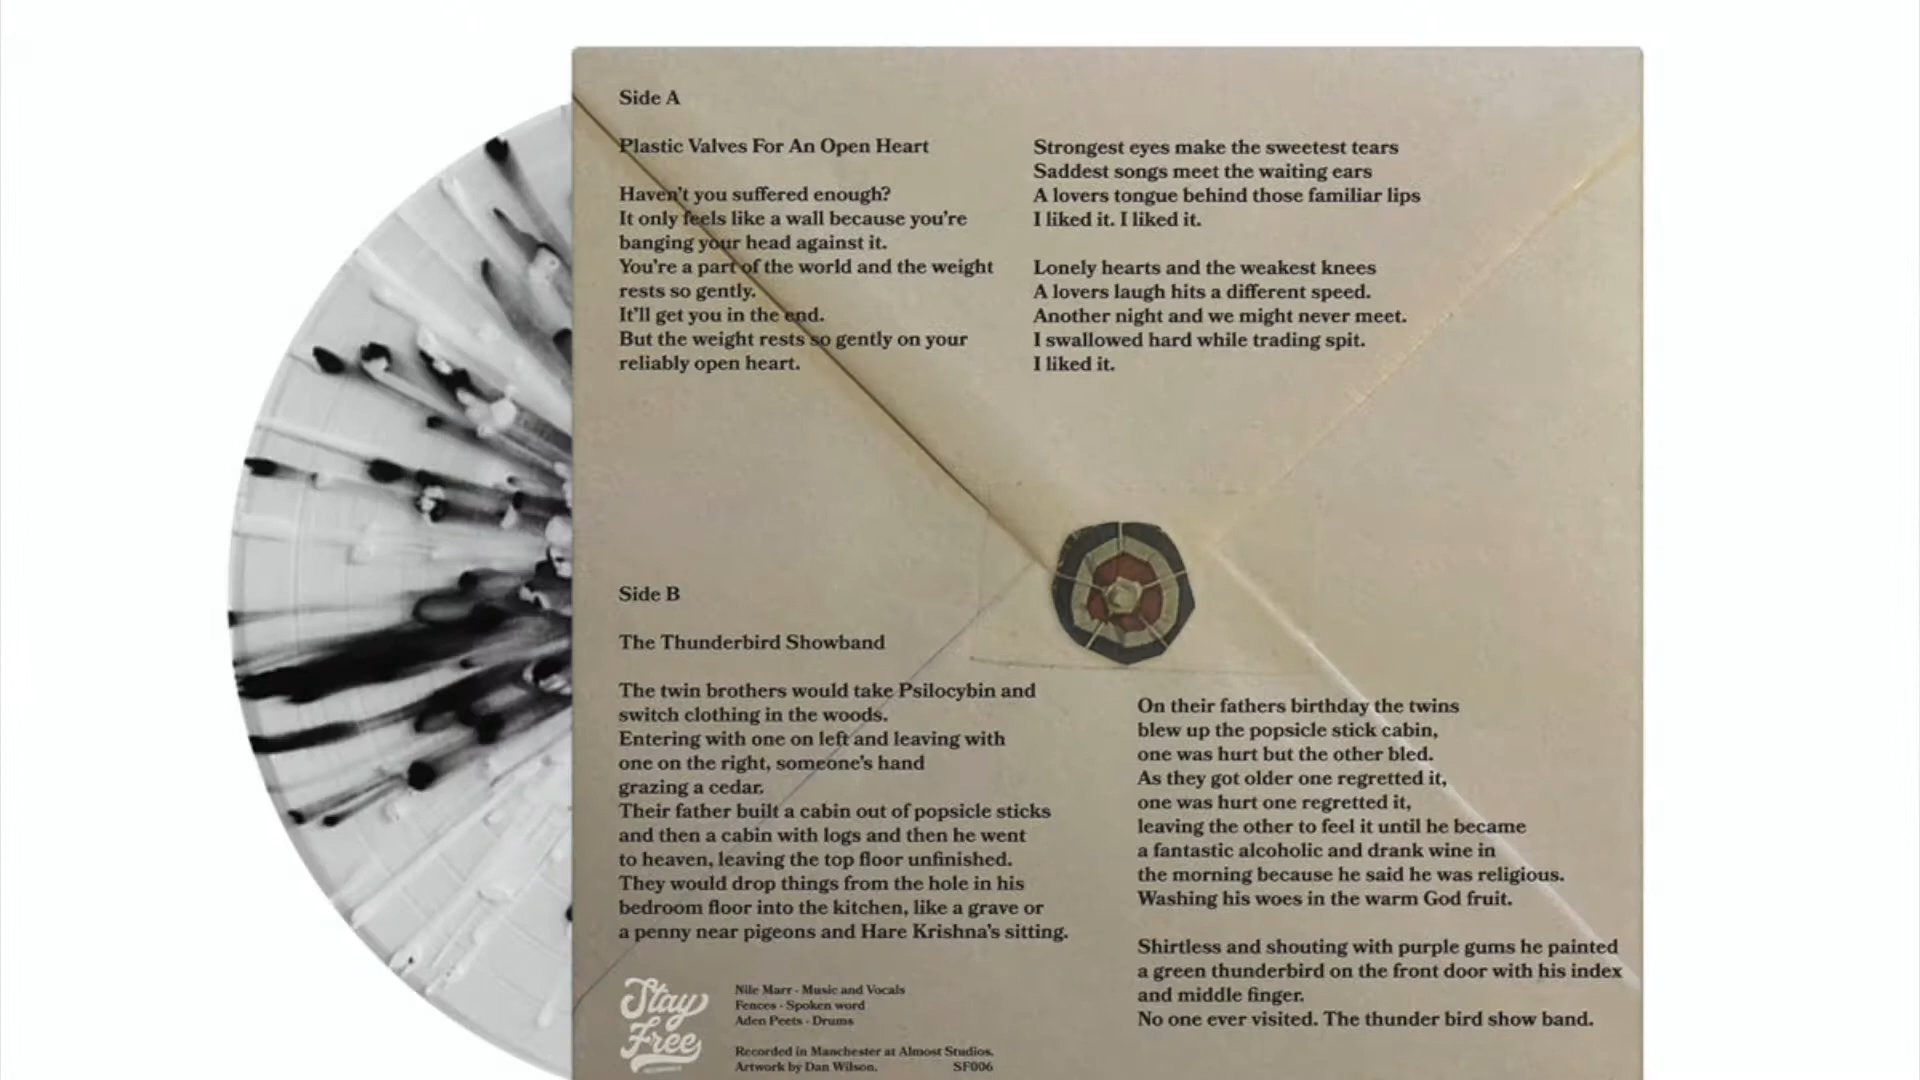 Side A
Plastic Valves For An Open Heart
Haven't you suffered enough?
It only feels like a wall because you're
banging your head against it.
You're a part of the world and the weight
rests so gently.
It'll get you in the end.
But the weight rests so gently on your
reliably open heart.
Strongest eyes make the sweetest tears
Saddest songs meet the waiting ears
A lovers tongue behind those familiar lips
I liked it. I liked it.
Lonely hearts and the weakest knees
A lovers laugh hits a different speed.
Another night and we might never meet.
I swallowed hard while trading spit.
I liked it.
Side B
The Thunderbird Showband
The twin brothers would take Psilocybin and
switch clothing in the woods.
Entering with one on left and leaving with
one on the right, someone's hand
grazing a cedar.
Their father built a cabin out of popsicle sticks
and then a cabin with logs and then he went
to heaven, leaving the top floor unfinished.
They would drop things from the hole in his
bedroom floor into the kitchen, like a grave or
a penny near pigeons and Hare Krishna's sitting.
On their fathers birthday the twins
blew up the popsicle stick cabin,
one was hurt but the other bled.
As they got older one regretted it,
one was hurt one regretted it,
leaving the other to feel it until he became
a fantastic alcoholic and drank wine in
the morning because he said he was religious.
Washing his woes in the warm God fruit.
Shirtless and shouting with purple gums he painted
a green thunderbird on the front door with his index
and middle finger.
No one ever visited. The thunder bird show band.
Stay
Free
Nile Marr - Music and Vocals
Fences - Spoken word
Aden Peets - Drums
Recorded in Manchester at Almost Studios.
Artwork by Dan Wilson. SF006